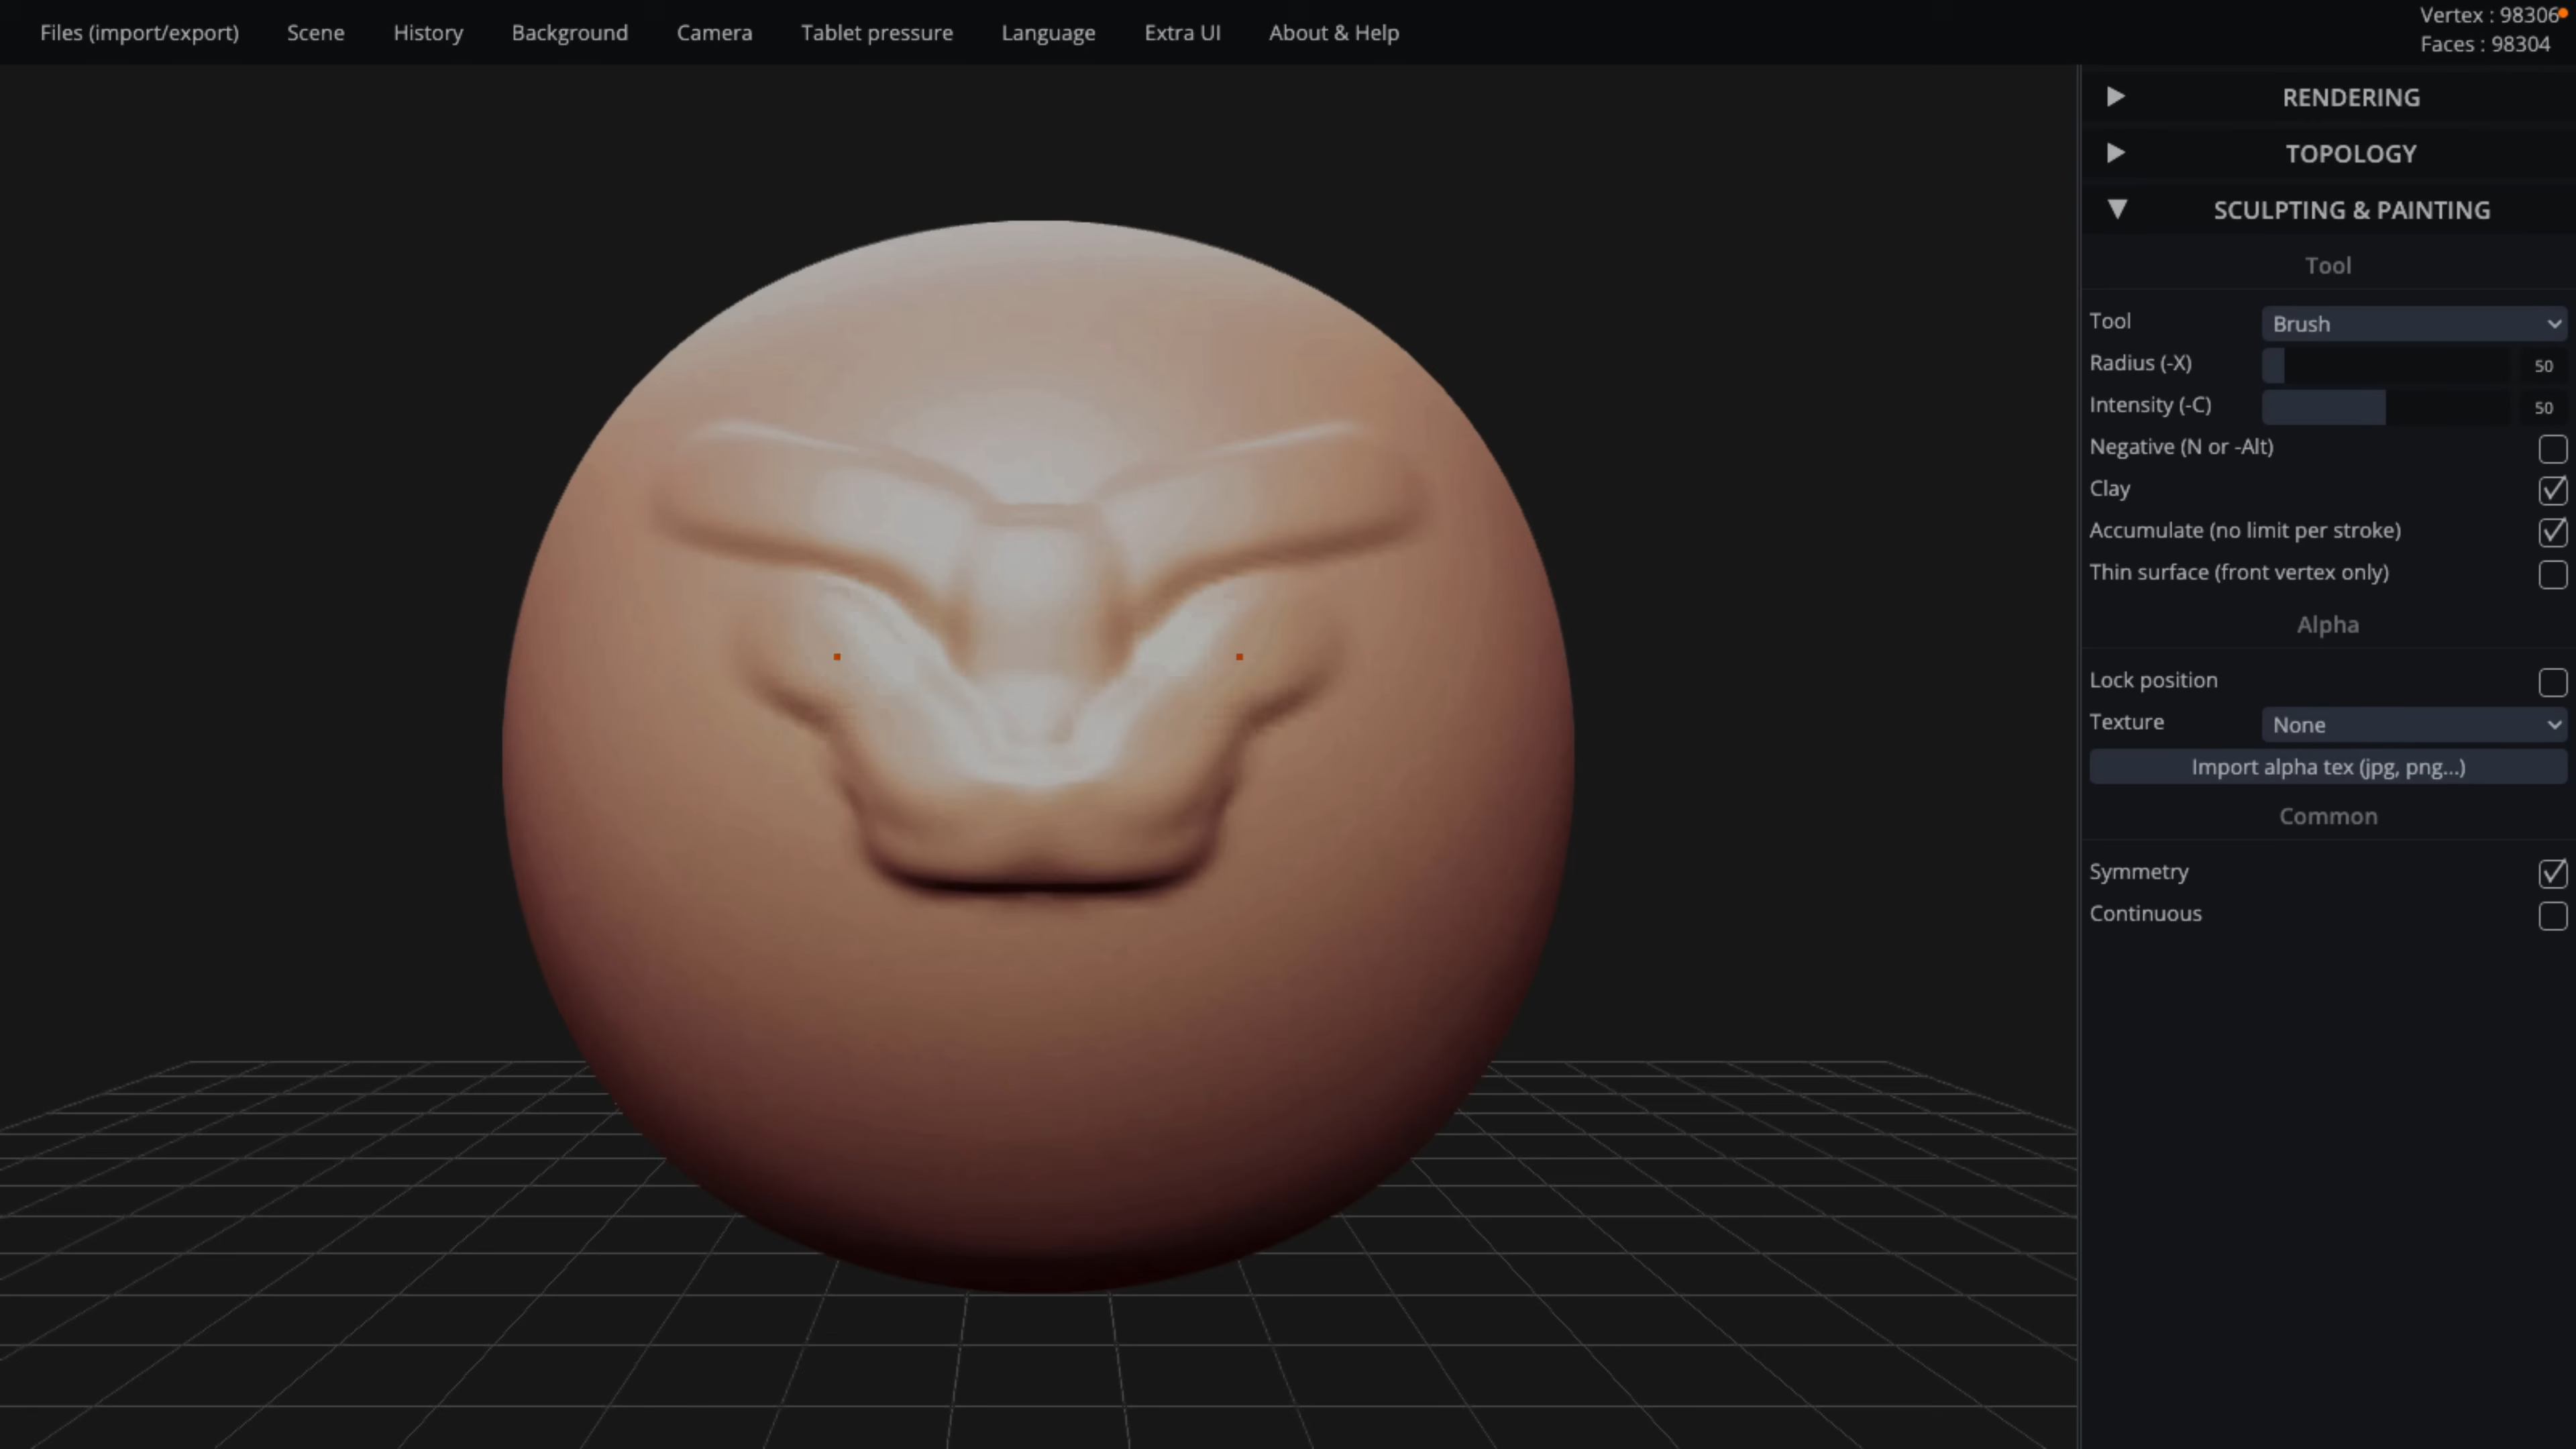 Files (import/export) Scene History Background Camera Tablet pressure Language Extra UI About & Help
Vertex : 98306
Faces : 98304
RENDERING
TOPOLOGY
SCULPTING & PAINTING
Tool
Tool Brush
Radius (-X) 50
Intensity (-C) 50
Negative (N or -Alt)
Clay
Accumulate (no limit per stroke)
Thin surface (front vertex only)
Alpha
Lock position
Texture None
Import alpha tex (jpg, png...)
Common
Symmetry
Continuous